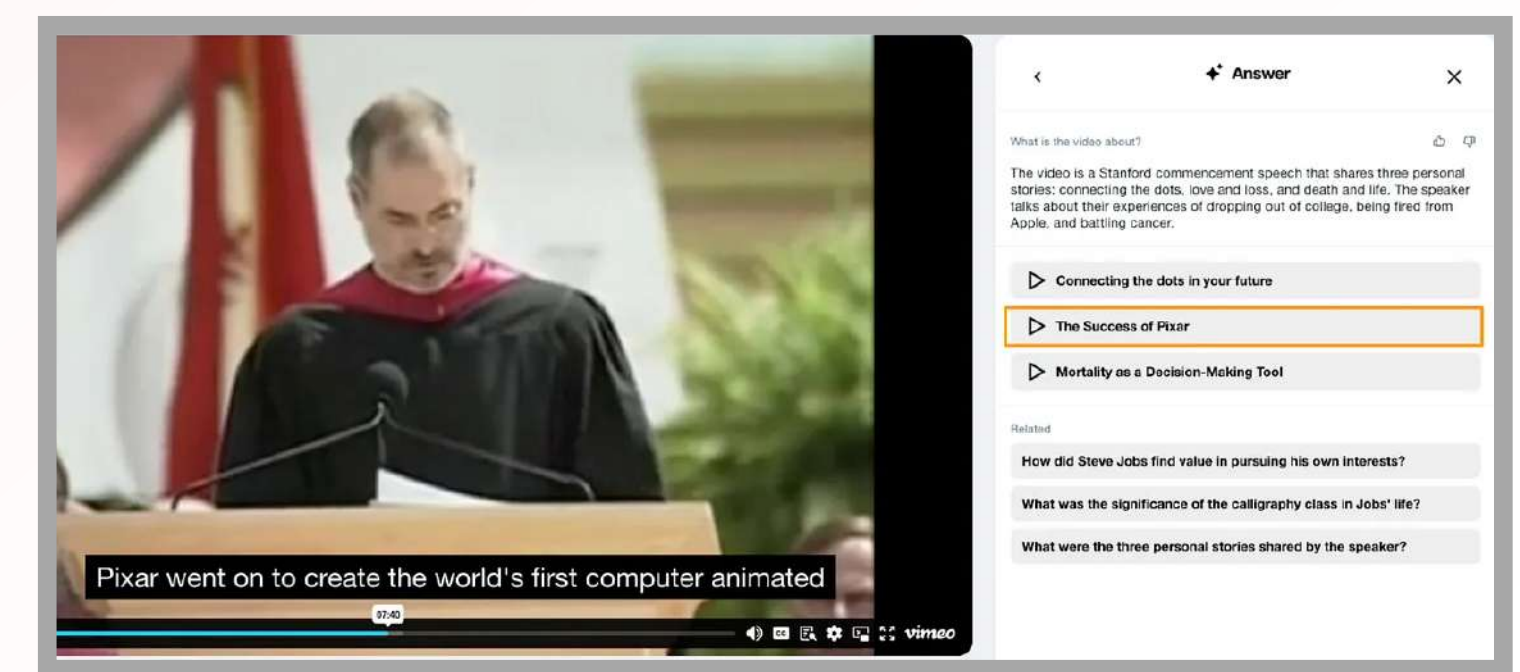 Pixar went on to create the world's first computer animated
07:40
CC
vimeo
Answer
What is the video about?
The video is a Stanford commencement speech that shares three personal
stories: connecting the dots, love and loss, and death and life. The speaker
talks about their experiences of dropping out of college, being fired from
Apple, and battling cancer.
Connecting the dots in your future
The Success of Pixar
Mortality as a Decision-Making Tool
Related
How did Steve Jobs find value in pursuing his own interests?
What was the significance of the calligraphy class in Jobs' life?
What were the three personal stories shared by the speaker?